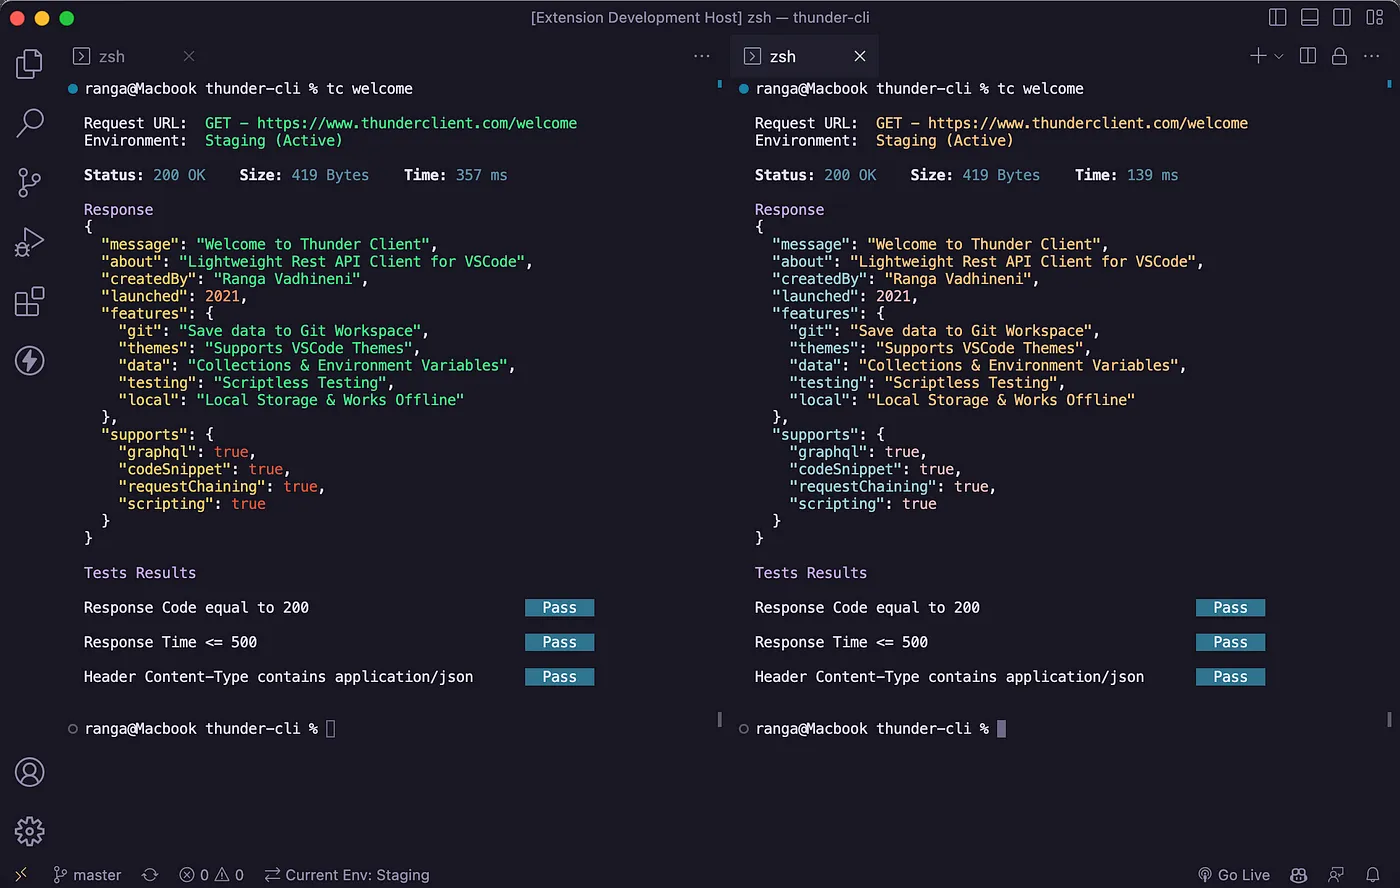 [Extension Development Host] zsh — thunder-cli
zsh
ranga@Macbook thunder-cli % tc welcome
Request URL:  GET - https://www.thunderclient.com/welcome
Environment:  Staging (Active)
Status: 200 OK    Size: 419 Bytes    Time: 357 ms
Response
{
  "message": "Welcome to Thunder Client",
  "about": "Lightweight Rest API Client for VSCode",
  "createdBy": "Ranga Vadhineni",
  "launched": 2021,
  "features": {
    "git": "Save data to Git Workspace",
    "themes": "Supports VSCode Themes",
    "data": "Collections & Environment Variables",
    "testing": "Scriptless Testing",
    "local": "Local Storage & Works Offline"
  },
  "supports": {
    "graphql": true,
    "codeSnippet": true,
    "requestChaining": true,
    "scripting": true
  }
}
Tests Results
Response Code equal to 200    Pass
Response Time <= 500    Pass
Header Content-Type contains application/json    Pass
ranga@Macbook thunder-cli %
zsh
ranga@Macbook thunder-cli % tc welcome
Request URL:  GET - https://www.thunderclient.com/welcome
Environment:  Staging (Active)
Status: 200 OK    Size: 419 Bytes    Time: 139 ms
Response
{
  "message": "Welcome to Thunder Client",
  "about": "Lightweight Rest API Client for VSCode",
  "createdBy": "Ranga Vadhineni",
  "launched": 2021,
  "features": {
    "git": "Save data to Git Workspace",
    "themes": "Supports VSCode Themes",
    "data": "Collections & Environment Variables",
    "testing": "Scriptless Testing",
    "local": "Local Storage & Works Offline"
  },
  "supports": {
    "graphql": true,
    "codeSnippet": true,
    "requestChaining": true,
    "scripting": true
  }
}
Tests Results
Response Code equal to 200    Pass
Response Time <= 500    Pass
Header Content-Type contains application/json    Pass
ranga@Macbook thunder-cli %
master    0    0    Current Env: Staging    Go Live